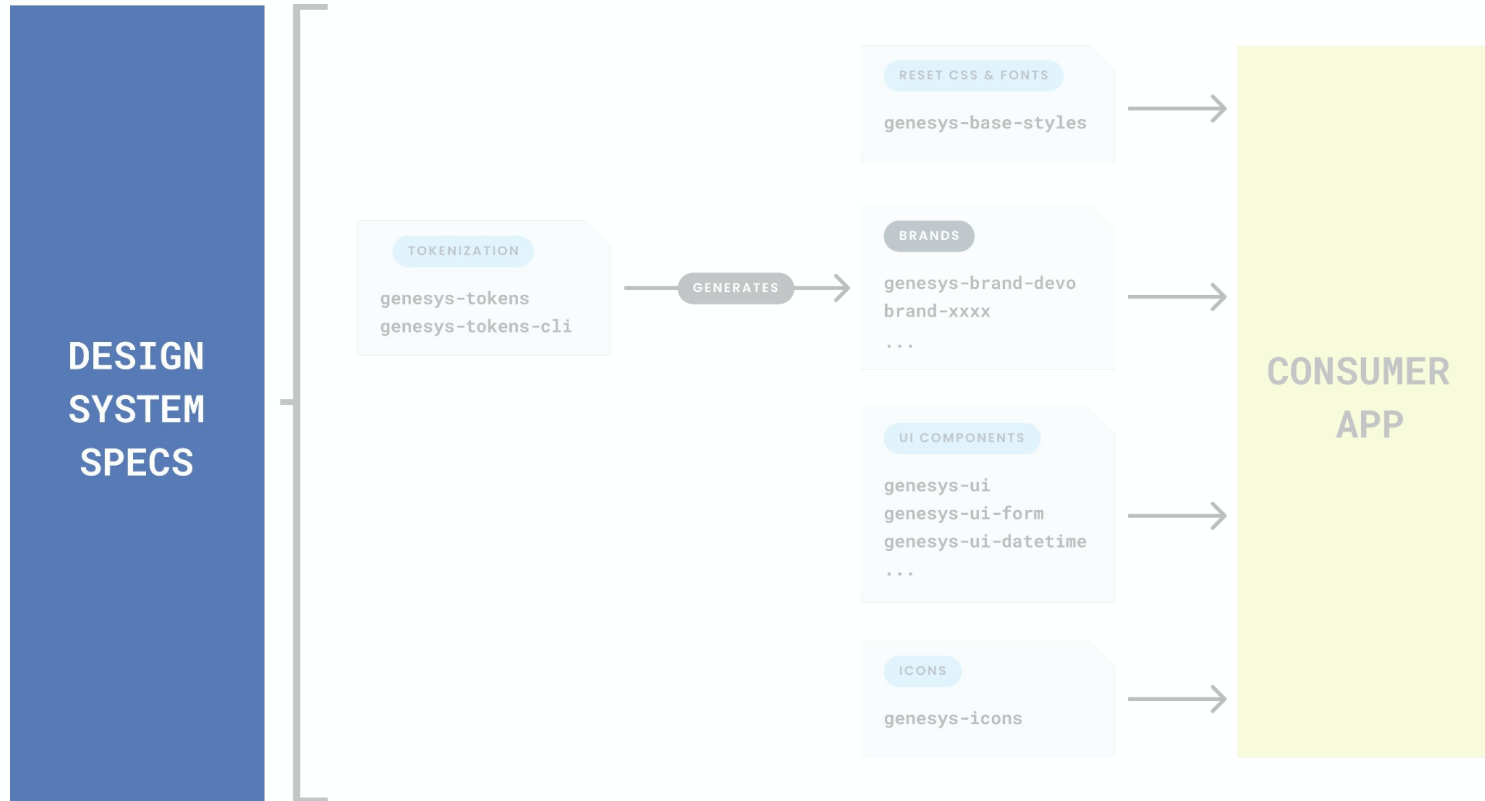 DESIGN
SYSTEM
SPECS
TOKENIZATION
genesys-tokens
genesys-tokens-cli
GENERATES
RESET CSS & FONTS
genesys-base-styles
BRANDS
genesys-brand-devo
brand-xxxx
...
UI COMPONENTS
genesys-ui
genesys-ui-form
genesys-ui-datetime
...
ICONS
genesys-icons
CONSUMER
APP